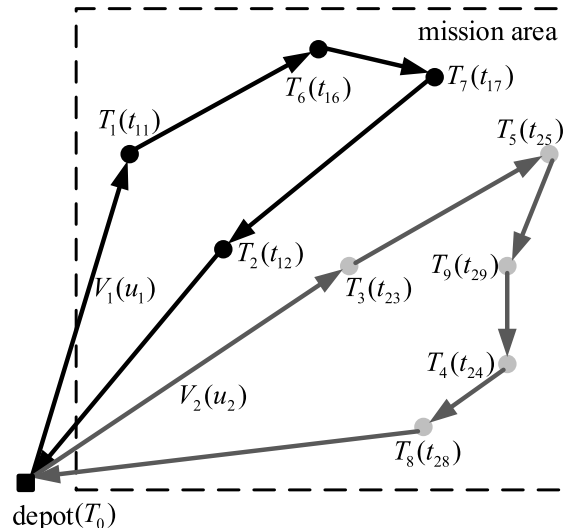 mission area
T₆(t₁₆)
T₇(t₁₇)
T₁(t₁₁)
T₅(t₂₅)
T₂(t₁₂)
T₉(t₂₉)
V₁(u₁)
T₃(t₂₃)
T₄(t₂₄)
V₂(u₂)
T₈(t₂₈)
depot(T₀)